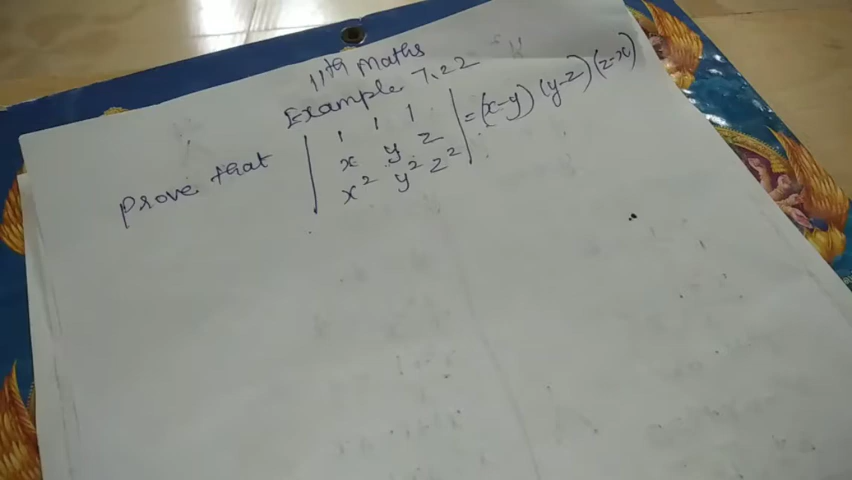 11th Maths
Example 7.22
Prove that | 1 1 1 | = (x-y) (y-z) (z-x)
x y z
x² y² z²